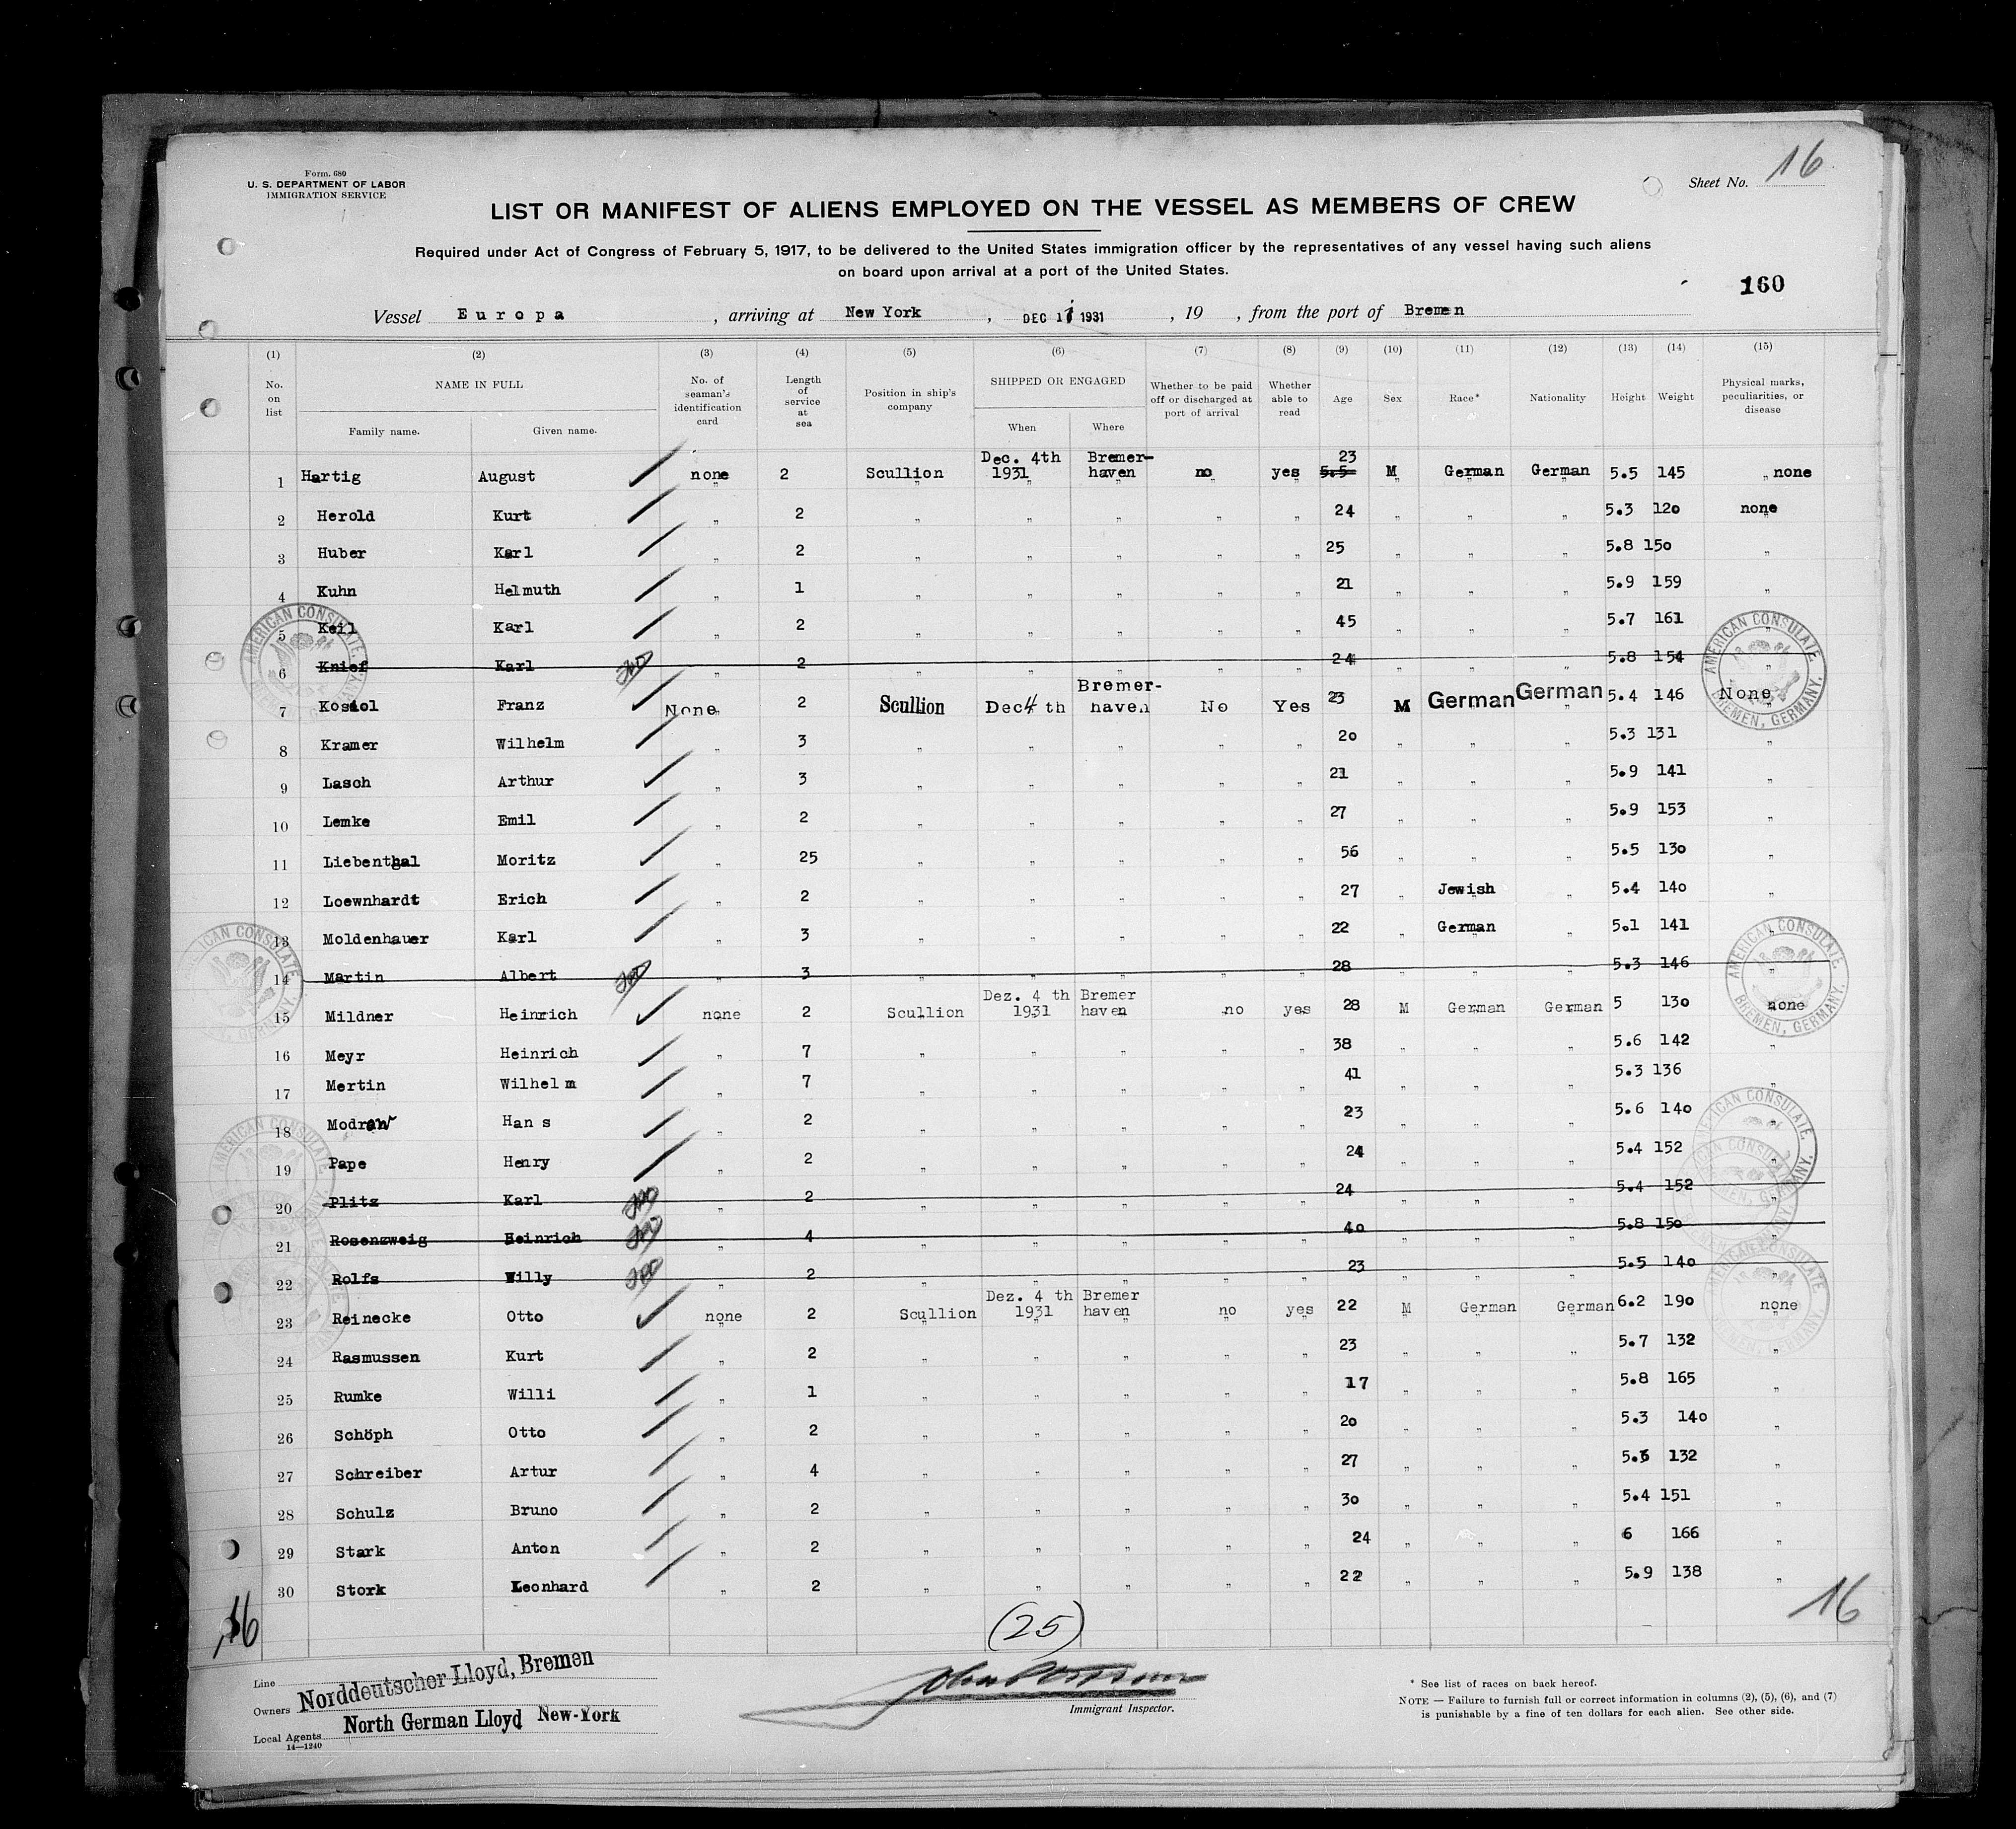 Form. 680
U. S. DEPARTMENT OF LABOR
IMMIGRATION SERVICE
Sheet No. 16
LIST OR MANIFEST OF ALIENS EMPLOYED ON THE VESSEL AS MEMBERS OF CREW
Required under Act of Congress of February 5, 1917, to be delivered to the United States immigration officer by the representatives of any vessel having such aliens
on board upon arrival at a port of the United States.
160
Vessel Europa , arriving at New York , DEC 1 1931 , 19 , from the port of Bremen
(1) (2) (3) (4) (5) (6) (7) (8) (9) (10) (11) (12) (13) (14) (15)
No. on list NAME IN FULL Family name. Given name. No. of seaman's identification card Length of service at sea Position in ship's company SHIPPED OR ENGAGED When Where Whether to be paid off or discharged at port of arrival Whether able to read Age Sex Race* Nationality Height Weight Physical marks, peculiarities, or disease
1 Hartig August none 2 Scullion Dec. 4th 1931 Bremer- haven no yes 5.5 23 M German German 5.5 145 " none
2 Herold Kurt " 2 " " " " " 24 " " " 5.3 120 none
3 Huber Karl " 2 " " " " " 25 " " " 5.8 150 "
4 Kuhn Helmuth " 1 " " " " " 21 " " " 5.9 159 "
5 Keil Karl " 2 " " " " " 45 " " " 5.7 161 "
6 Knief Karl " 2 " " " " " 24 " " " 5.8 154 "
7 Kosiol Franz None 2 Scullion Dec 4 th Bremer- haven No Yes 23 M German German 5.4 146 None
8 Kramer Wilhelm " 3 " " " " " 20 " " " 5.3 131 "
9 Lasch Arthur " 3 " " " " " 21 " " " 5.9 141 "
10 Lemke Emil " 2 " " " " " 27 " " " 5.9 153 "
11 Liebenthal Moritz " 25 " " " " " 56 " " " 5.5 130 "
12 Loewnhardt Erich " 2 " " " " " 27 " Jewish " 5.4 140 "
13 Moldenhauer Karl " 3 " " " " " 22 " German " 5.1 141 "
14 Martin Albert " 3 " " " " " 28 " " " 5.3 146 "
15 Mildner Heinrich none 2 Scullion Dez. 4 th 1931 Bremer haven no yes 28 M German German 5 130 none
16 Meyr Heinrich " 7 " " " " " 38 " " " 5.6 142 "
17 Mertin Wilhelm " 7 " " " " " 41 " " " 5.3 136 "
18 Hans " 2 " " " " " 23 " " " 5.6 140 "
19 Pape Henry " 2 " " " " " 24 " " " 5.4 152 "
20 Plitz Karl " 2 " " " " " 24 " " " 5.4 152 "
21 Rosenzweig Heinrich " 4 " " " " " 40 " " " 5.8 150 "
22 Rolfs Willy " 2 " " " " " 23 " " " 5.5 140 "
23 Reinecke Otto none 2 Scullion Dez. 4 th 1931 Bremer haven no yes 22 M German German 6.2 190 none
24 Rasmussen Kurt " 2 " " " " " 23 " " " 5.7 132 "
25 Rumke Willi " 1 " " " " " 17 " " " 5.8 165 "
26 Schöph Otto " 2 " " " " " 20 " " " 5.3 140 "
27 Schreiber Artur " 4 " " " " " 27 " " " 132 "
28 Schulz Bruno " 2 " " " " " 30 " " " 5.4 151 "
29 Stark Anton " 2 " " " " " 24 " " " 6 166 "
30 Stork Leonhard " 2 " " " " " 22 " " " 5.9 138 "
AMERICAN CONSULATE BREMEN, GERMANY.
16 (25) 16
Line Norddeutscher Lloyd, Bremen
Owners
Local Agents North German Lloyd New-York
14—1240
Immigrant Inspector.
* See list of races on back hereof.
NOTE — Failure to furnish full or correct information in columns (2), (5), (6), and (7)
is punishable by a fine of ten dollars for each alien. See other side.